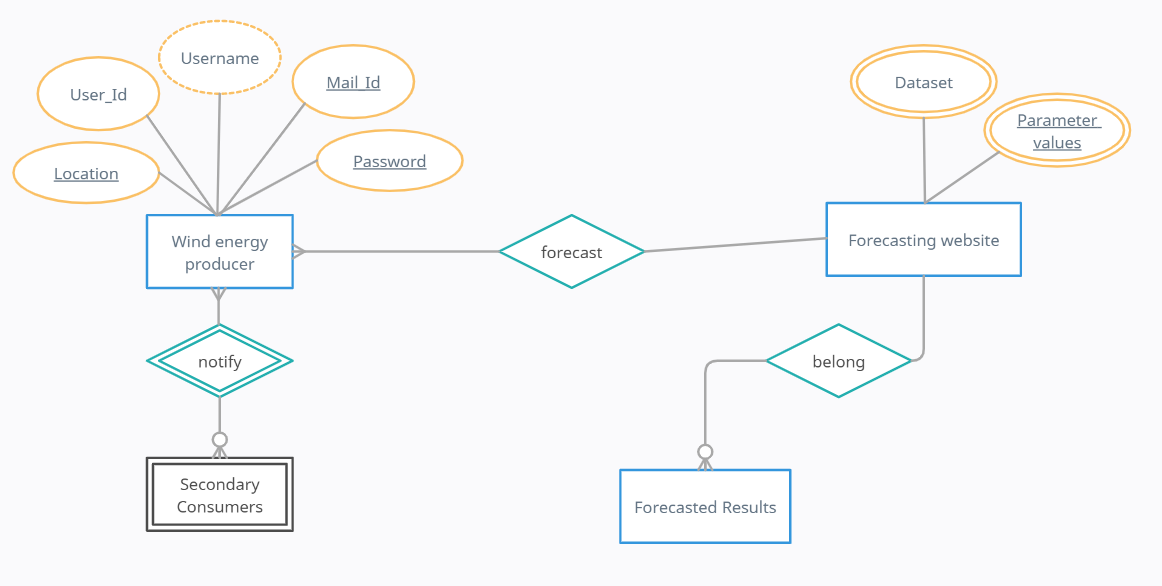 Username
User_Id
Mail_Id
Location
Password
Dataset
Parameter
values
Wind energy
producer
forecast
Forecasting website
notify
belong
Secondary
Consumers
Forecasted Results